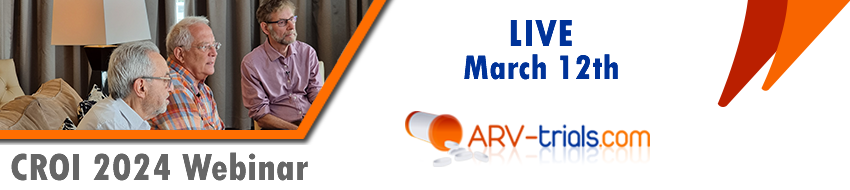 LIVE
March 12th
ARV-trials.com
CROI 2024 Webinar